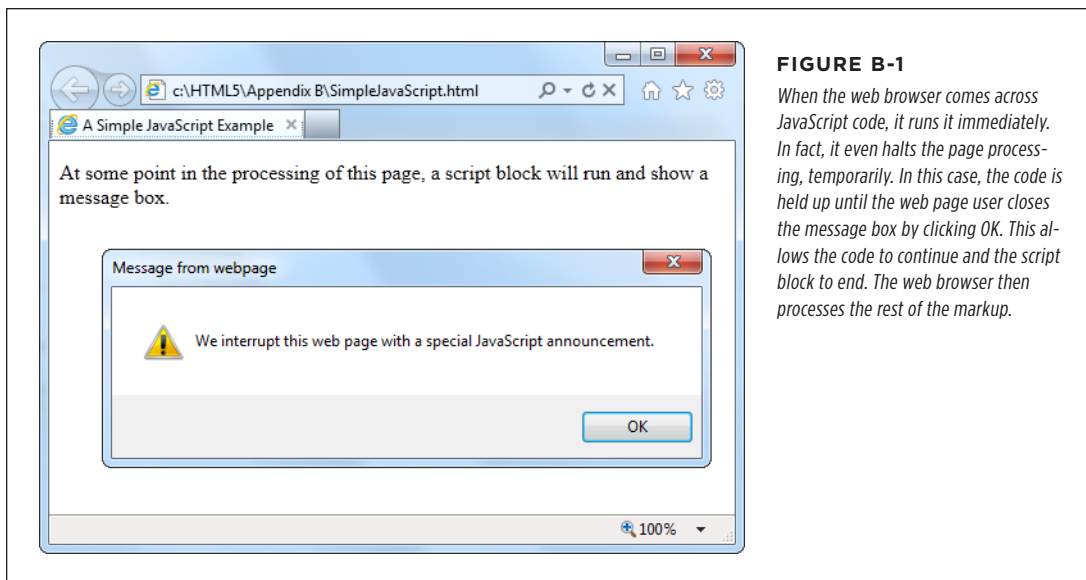 c:\HTML5\Appendix B\SimpleJavaScript.html
A Simple JavaScript Example
At some point in the processing of this page, a script block will run and show a
message box.
Message from webpage
We interrupt this web page with a special JavaScript announcement.
OK
100%
FIGURE B-1
When the web browser comes across
JavaScript code, it runs it immediately.
In fact, it even halts the page process-
ing, temporarily. In this case, the code is
held up until the web page user closes
the message box by clicking OK. This al-
lows the code to continue and the script
block to end. The web browser then
processes the rest of the markup.